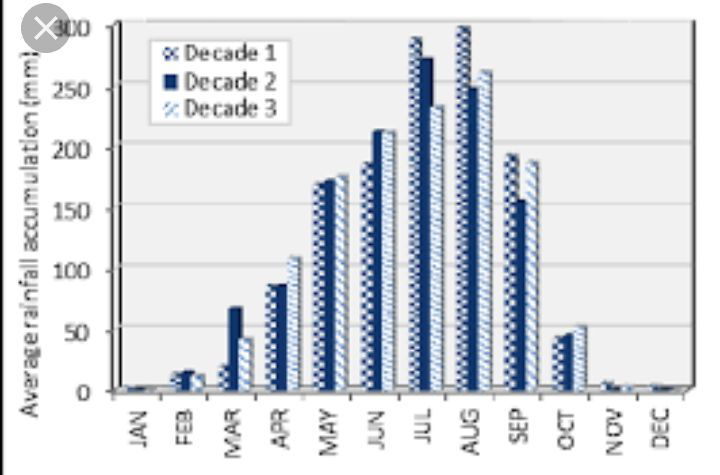 Average rainfall accumulation (mm)
300
250
200
150
100
50
0
Decade 1
Decade 2
Decade 3
JAN
FEB
MAR
APR
MAY
JUN
JUL
AUG
SEP
OCT
NOV
DEC